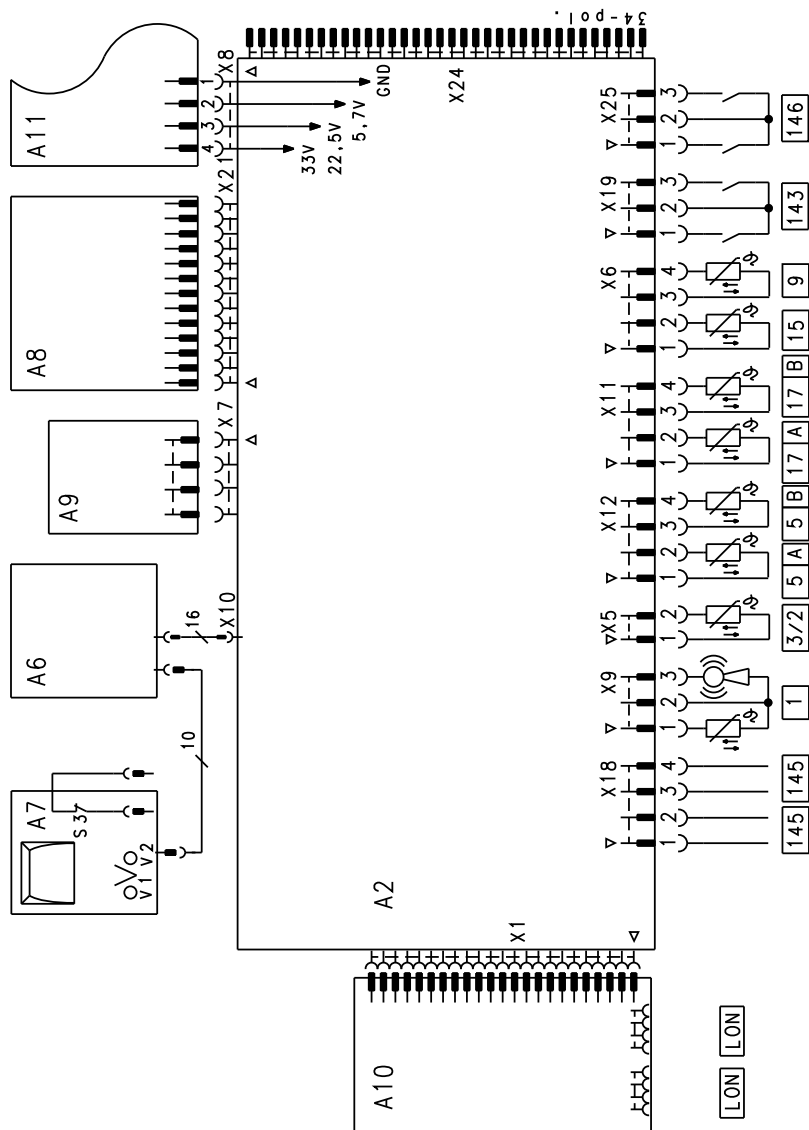 34-pol.
A11
1
2
3
4
X8
GND
5,7V
22,5V
33V
X24
X21
A8
X7
A9
X10
16
A6
10
A7
S37
V1
V2
A2
X1
A10
X25
3
2
1
146
X19
3
2
1
143
X6
4
3
9
2
1
15
X11
4
3
17 B
2
1
17 A
X12
4
3
5 B
2
1
5 A
X5
2
1
3/2
X9
3
2
1
1
X18
4
3
145
2
1
145
LON
LON